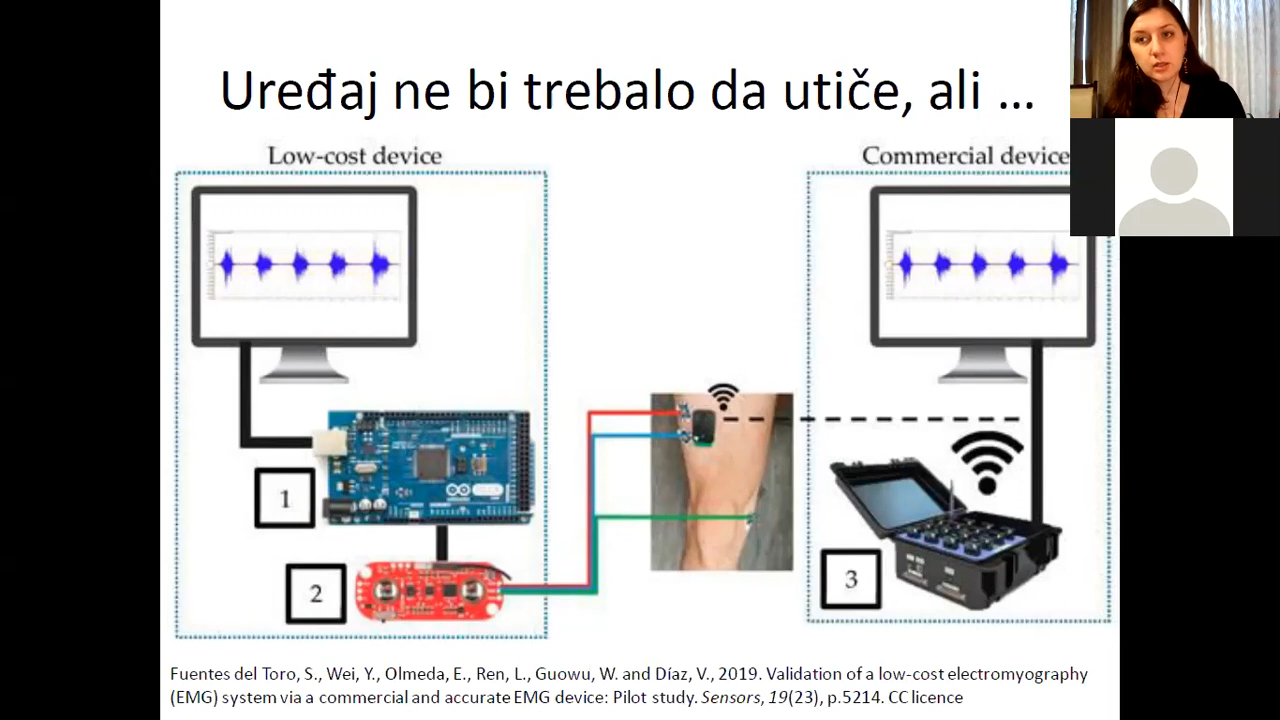 Uređaj ne bi trebalo da utiče, ali ...
Low-cost device
Commercial device
1
2
3
Fuentes del Toro, S., Wei, Y., Olmeda, E., Ren, L., Guowu, W. and Díaz, V., 2019. Validation of a low-cost electromyography
(EMG) system via a commercial and accurate EMG device: Pilot study. Sensors, 19(23), p.5214. CC licence